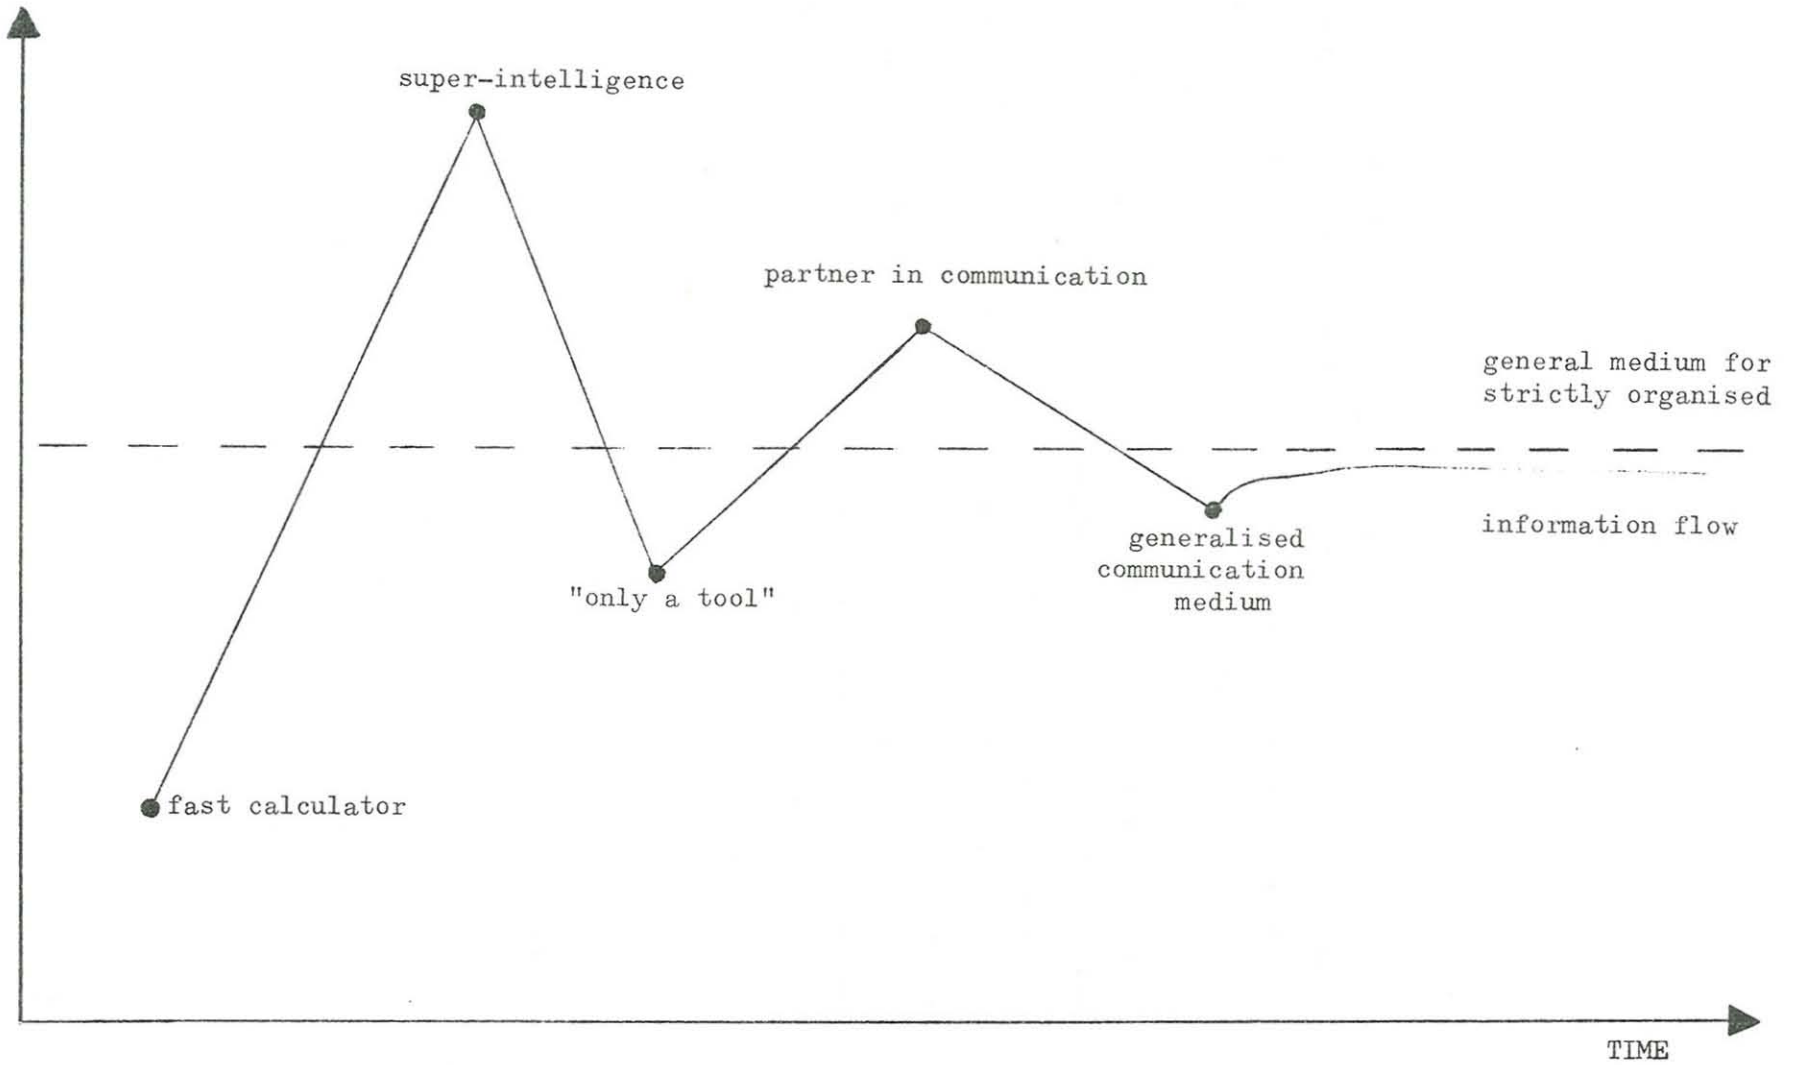 super-intelligence
partner in communication
general medium for
strictly organised
information flow
generalised
communication
medium
"only a tool"
fast calculator
TIME